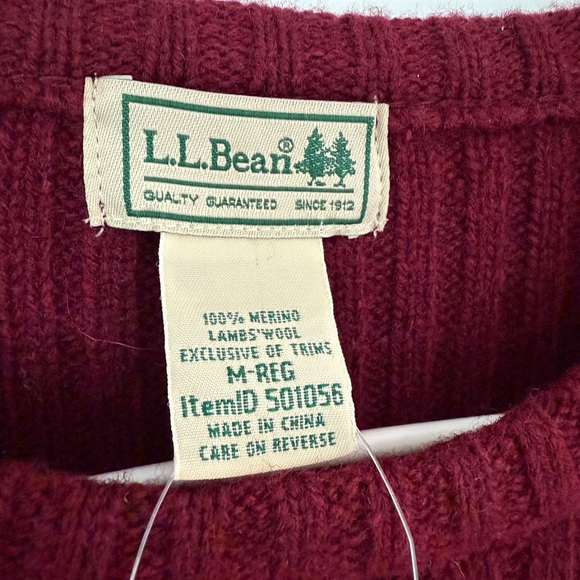 L.L.Bean®
QUALITY GUARANTEED SINCE 1912
100% MERINO
LAMBS'WOOL
EXCLUSIVE OF TRIMS
M-REG
ItemID 501056
MADE IN CHINA
CARE ON REVERSE